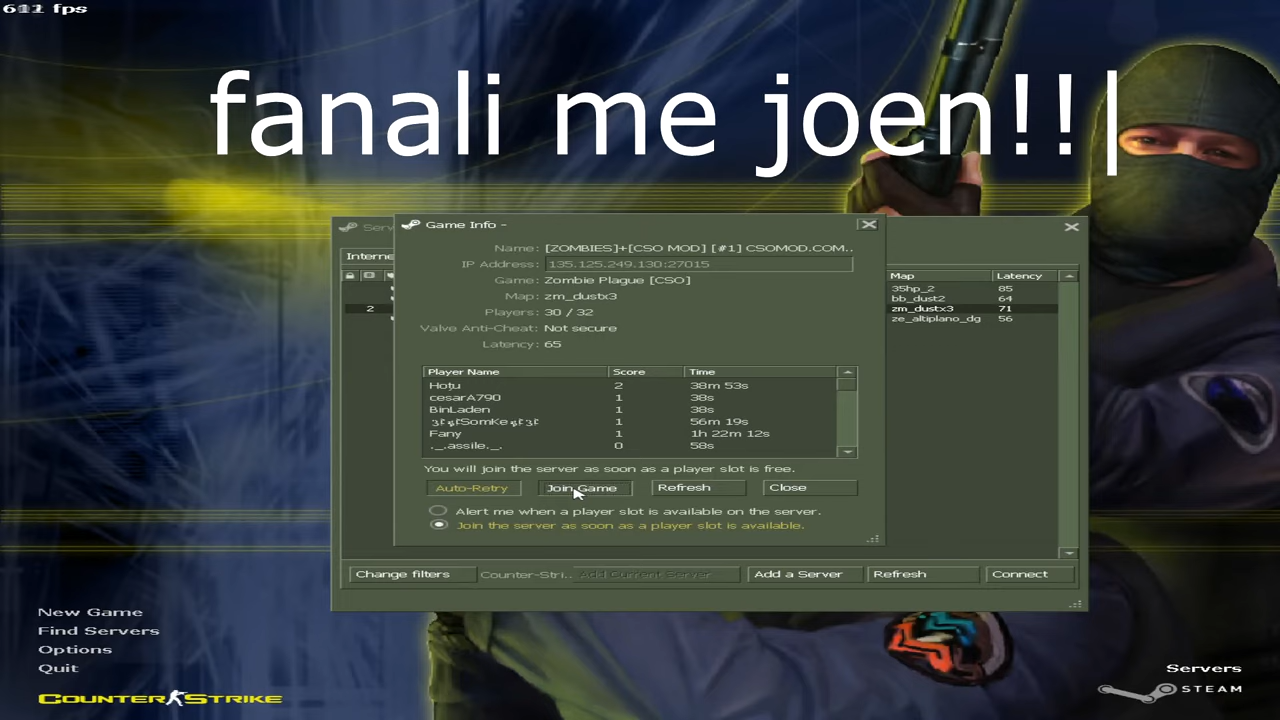 fanali me joen!!
Game Info -
Name: [ZOMBIES]+[CSO MOD] [#1] CSOMOD.COM..
Interne
IP Address: 135.125.249.130:27015
Game: Zombie Plague [CSO]
Map: zm_dustx3
Players: 30 / 32
Valve Anti-Cheat: Not secure
Latency: 65
Map Latency
35hp_2 85
bb_dust2 64
2 zm_dustx3 71
ze_altiplano_dg 56
Player Name Score Time
Hoțu 2 38m 53s
cesarA790 1 38s
BinLaden 1 38s
1 56m 19s
Fany 1 1h 22m 12s
._.assile._. 0 58s
You will join the server as soon as a player slot is free.
Auto-Retry Join Game Refresh Close
Alert me when a player slot is available on the server.
Join the server as soon as a player slot is available.
Change filters Counter-Stri.. Add Current Server Add a Server Refresh Connect
New Game
Find Servers
Options
Quit
COUNTER STRIKE
Servers
STEAM